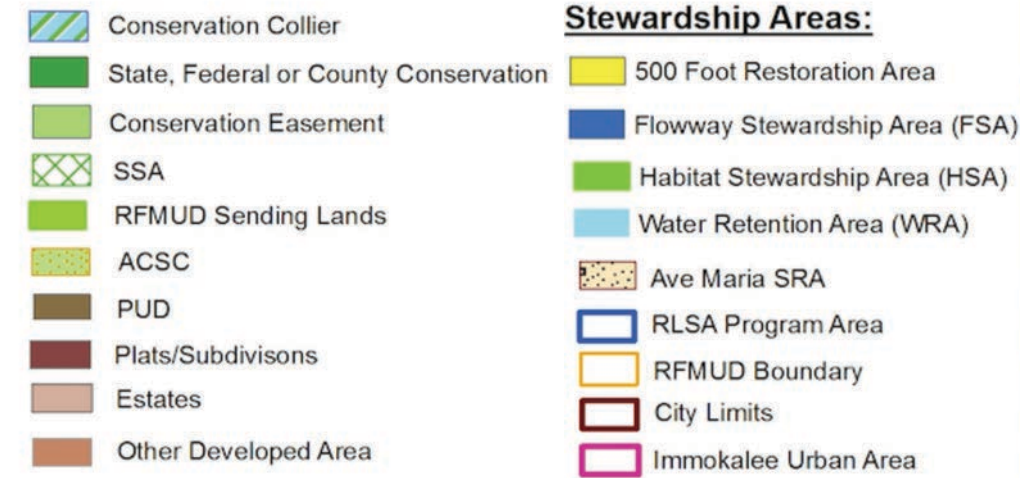 Conservation Collier
State, Federal or County Conservation
Conservation Easement
SSA
RFMUD Sending Lands
ACSC
PUD
Plats/Subdivisons
Estates
Other Developed Area
Stewardship Areas:
500 Foot Restoration Area
Flowway Stewardship Area (FSA)
Habitat Stewardship Area (HSA)
Water Retention Area (WRA)
Ave Maria SRA
RLSA Program Area
RFMUD Boundary
City Limits
Immokalee Urban Area